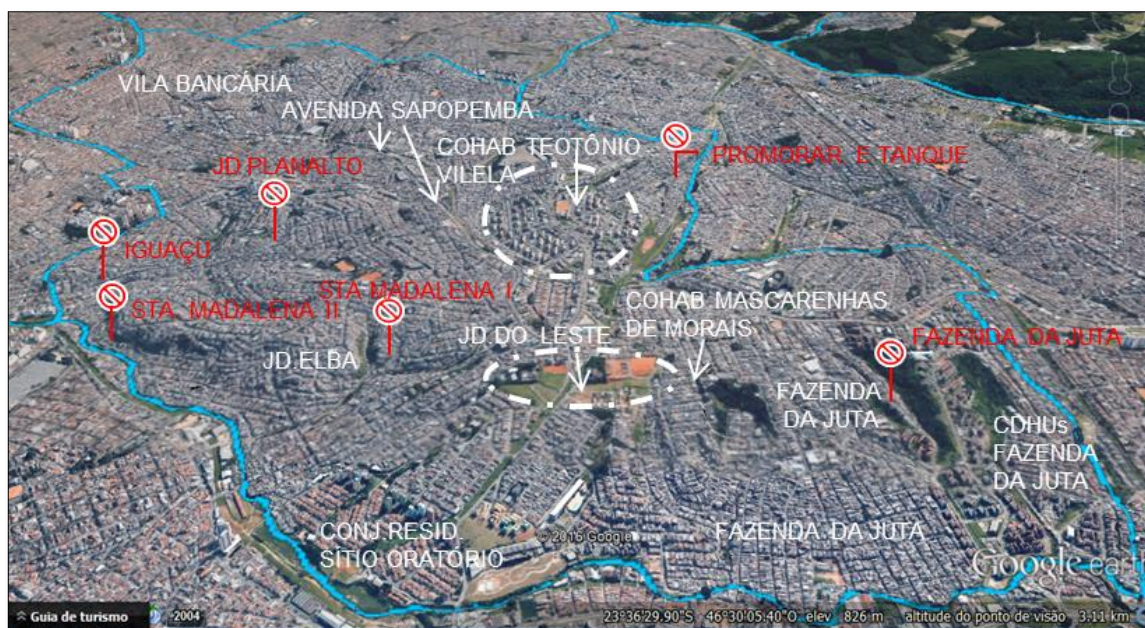 VILA BANCÁRIA
AVENIDA SAPOPEMBA
COHAB TEOTÔNIO
VILELA
PROMORAR E TANQUE
JD PLANALTO
IGUAÇU
STA MADALENA I
STA. MADALENA II
COHAB MASCARENHAS
DE MORAIS
JD DO LESTE
FAZENDA DA JUTA
JD ELBA
FAZENDA
DA JUTA
CDHUs
FAZENDA
DA JUTA
CONJ.RESID.
SÍTIO ORATÓRIO
FAZENDA DA JUTA
© 2016 Google
Google earth
Guia de turismo
2004
23°36'29.90"S 46°30'05.40"O elev 826 m altitude do ponto de visão 3.11 km